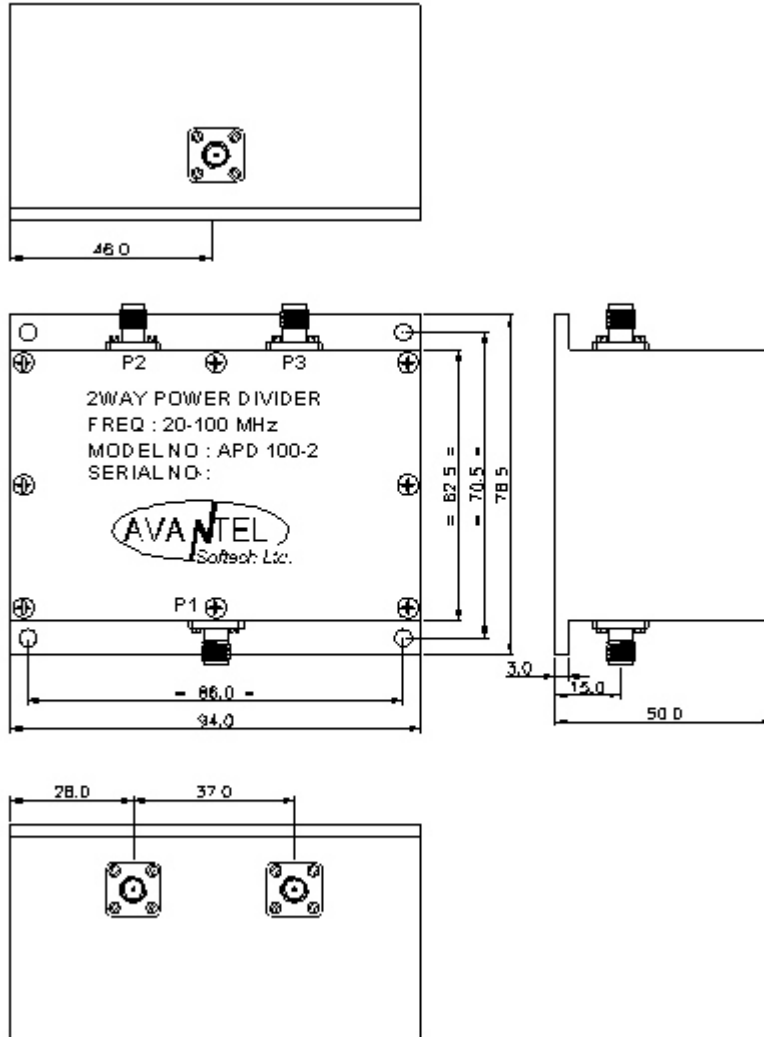 46.0
P2
P3
2WAY POWER DIVIDER
FREQ : 20-100 MHz
MODEL NO : APD 100-2
SERIAL NO :
AVANTEL
Softech Ltd.
P1
= 62.5 =
= 70.5 =
78.5
= 86.0 =
94.0
3.0
15.0
50.0
28.0
37.0